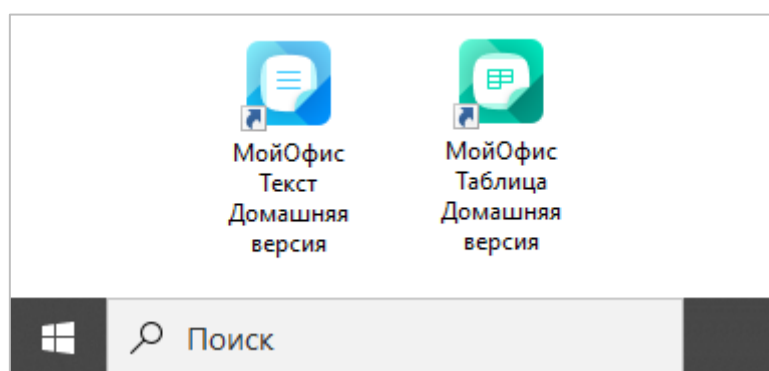 МойОфис
Текст
Домашняя
версия
МойОфис
Таблица
Домашняя
версия
Поиск